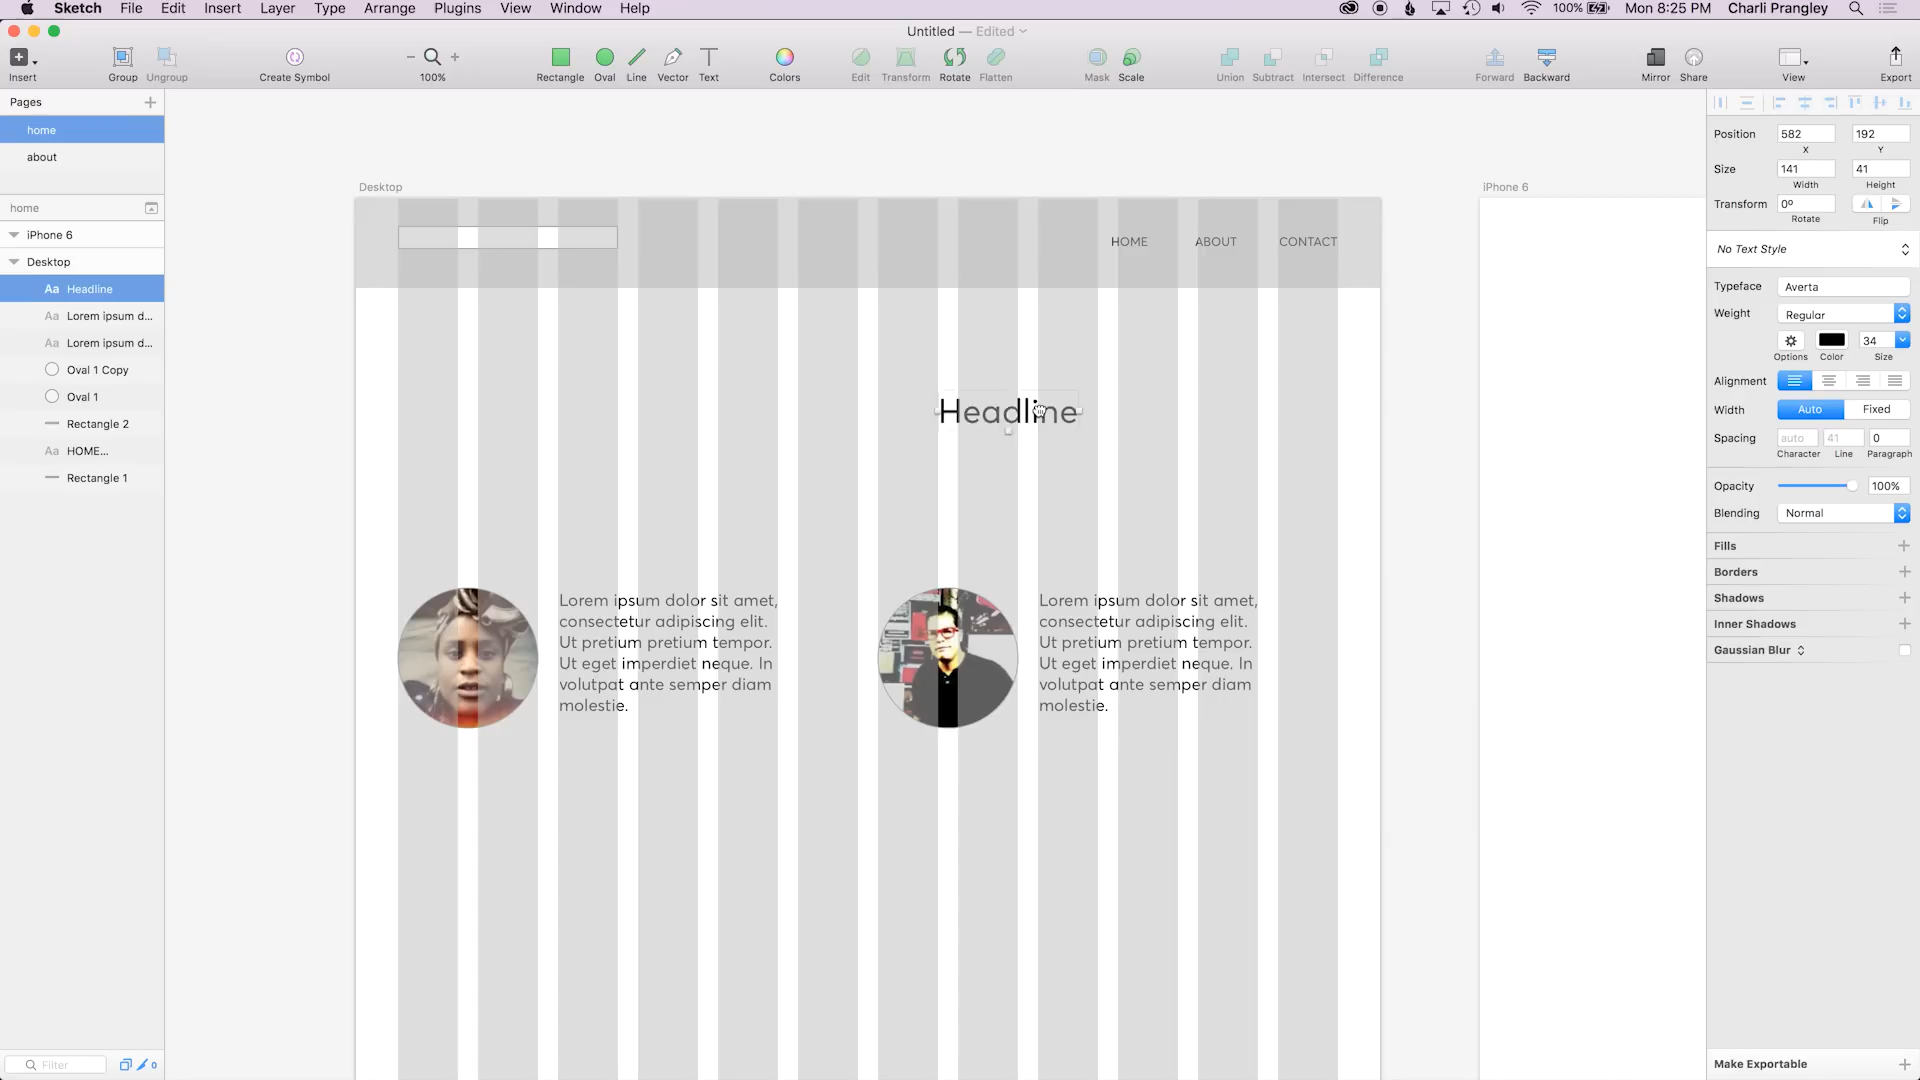 Sketch File Edit Insert Layer Type Arrange Plugins View Window Help 100% Mon 8:25 PM Charli Prangley
Untitled — Edited
Insert Group Ungroup Create Symbol 100% Rectangle Oval Line Vector Text Colors Edit Transform Rotate Flatten Mask Scale Union Subtract Intersect Difference Forward Backward Mirror Share View Export
Pages
home
about
home
iPhone 6
Desktop
Aa Headline
Aa Lorem ipsum d...
Aa Lorem ipsum d...
Oval 1 Copy
Oval 1
Rectangle 2
Aa HOME...
Rectangle 1
Filter 0
Desktop
iPhone 6
HOME ABOUT CONTACT
Headline
Lorem ipsum dolor sit amet,
consectetur adipiscing elit.
Ut pretium pretium tempor.
Ut eget imperdiet neque. In
volutpat ante semper diam
molestie.
Lorem ipsum dolor sit amet,
consectetur adipiscing elit.
Ut pretium pretium tempor.
Ut eget imperdiet neque. In
volutpat ante semper diam
molestie.
Position 582 192
X Y
Size 141 41
Width Height
Transform 0º
Rotate Flip
No Text Style
Typeface Averta
Weight Regular
34
Options Color Size
Alignment
Width Auto Fixed
Spacing auto 41 0
Character Line Paragraph
Opacity 100%
Blending Normal
Fills
Borders
Shadows
Inner Shadows
Gaussian Blur
Make Exportable